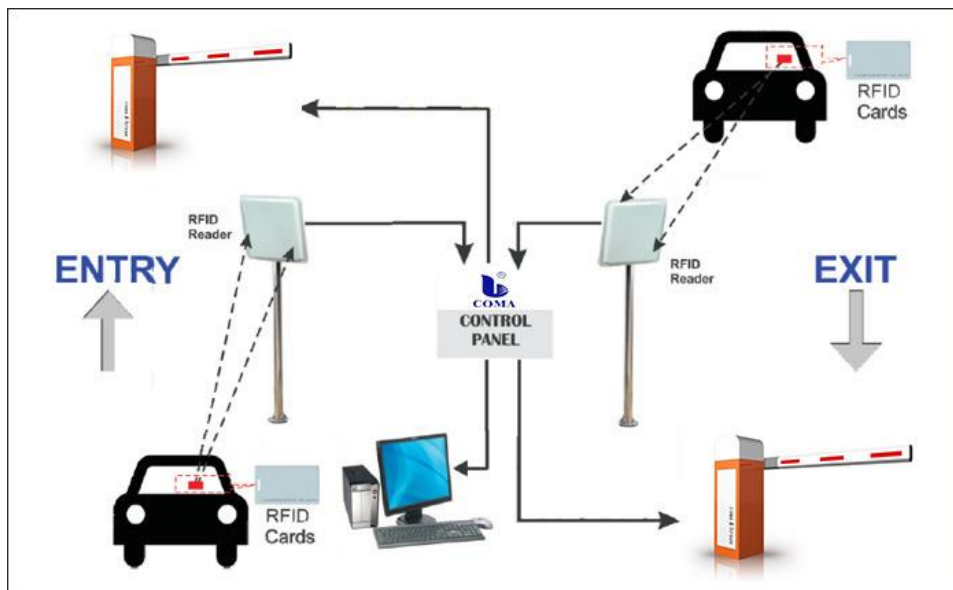 RFID
Cards
RFID
Reader
ENTRY
RFID
Reader
EXIT
COMA
CONTROL
PANEL
RFID
Cards